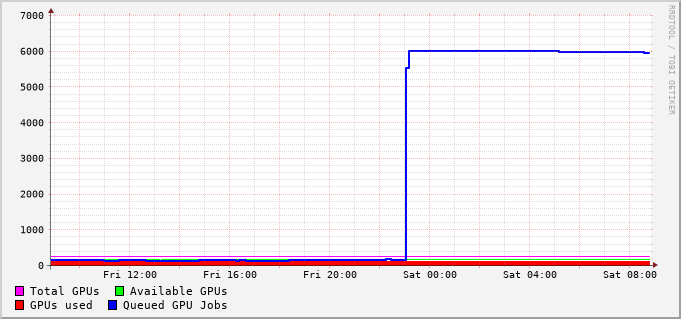 7000
6000
5000
4000
3000
2000
1000
0
Fri 12:00 Fri 16:00 Fri 20:00 Sat 00:00 Sat 04:00 Sat 08:00
Total GPUs Available GPUs
GPUs used Queued GPU Jobs
RRDTOOL / TOBI OETIKER